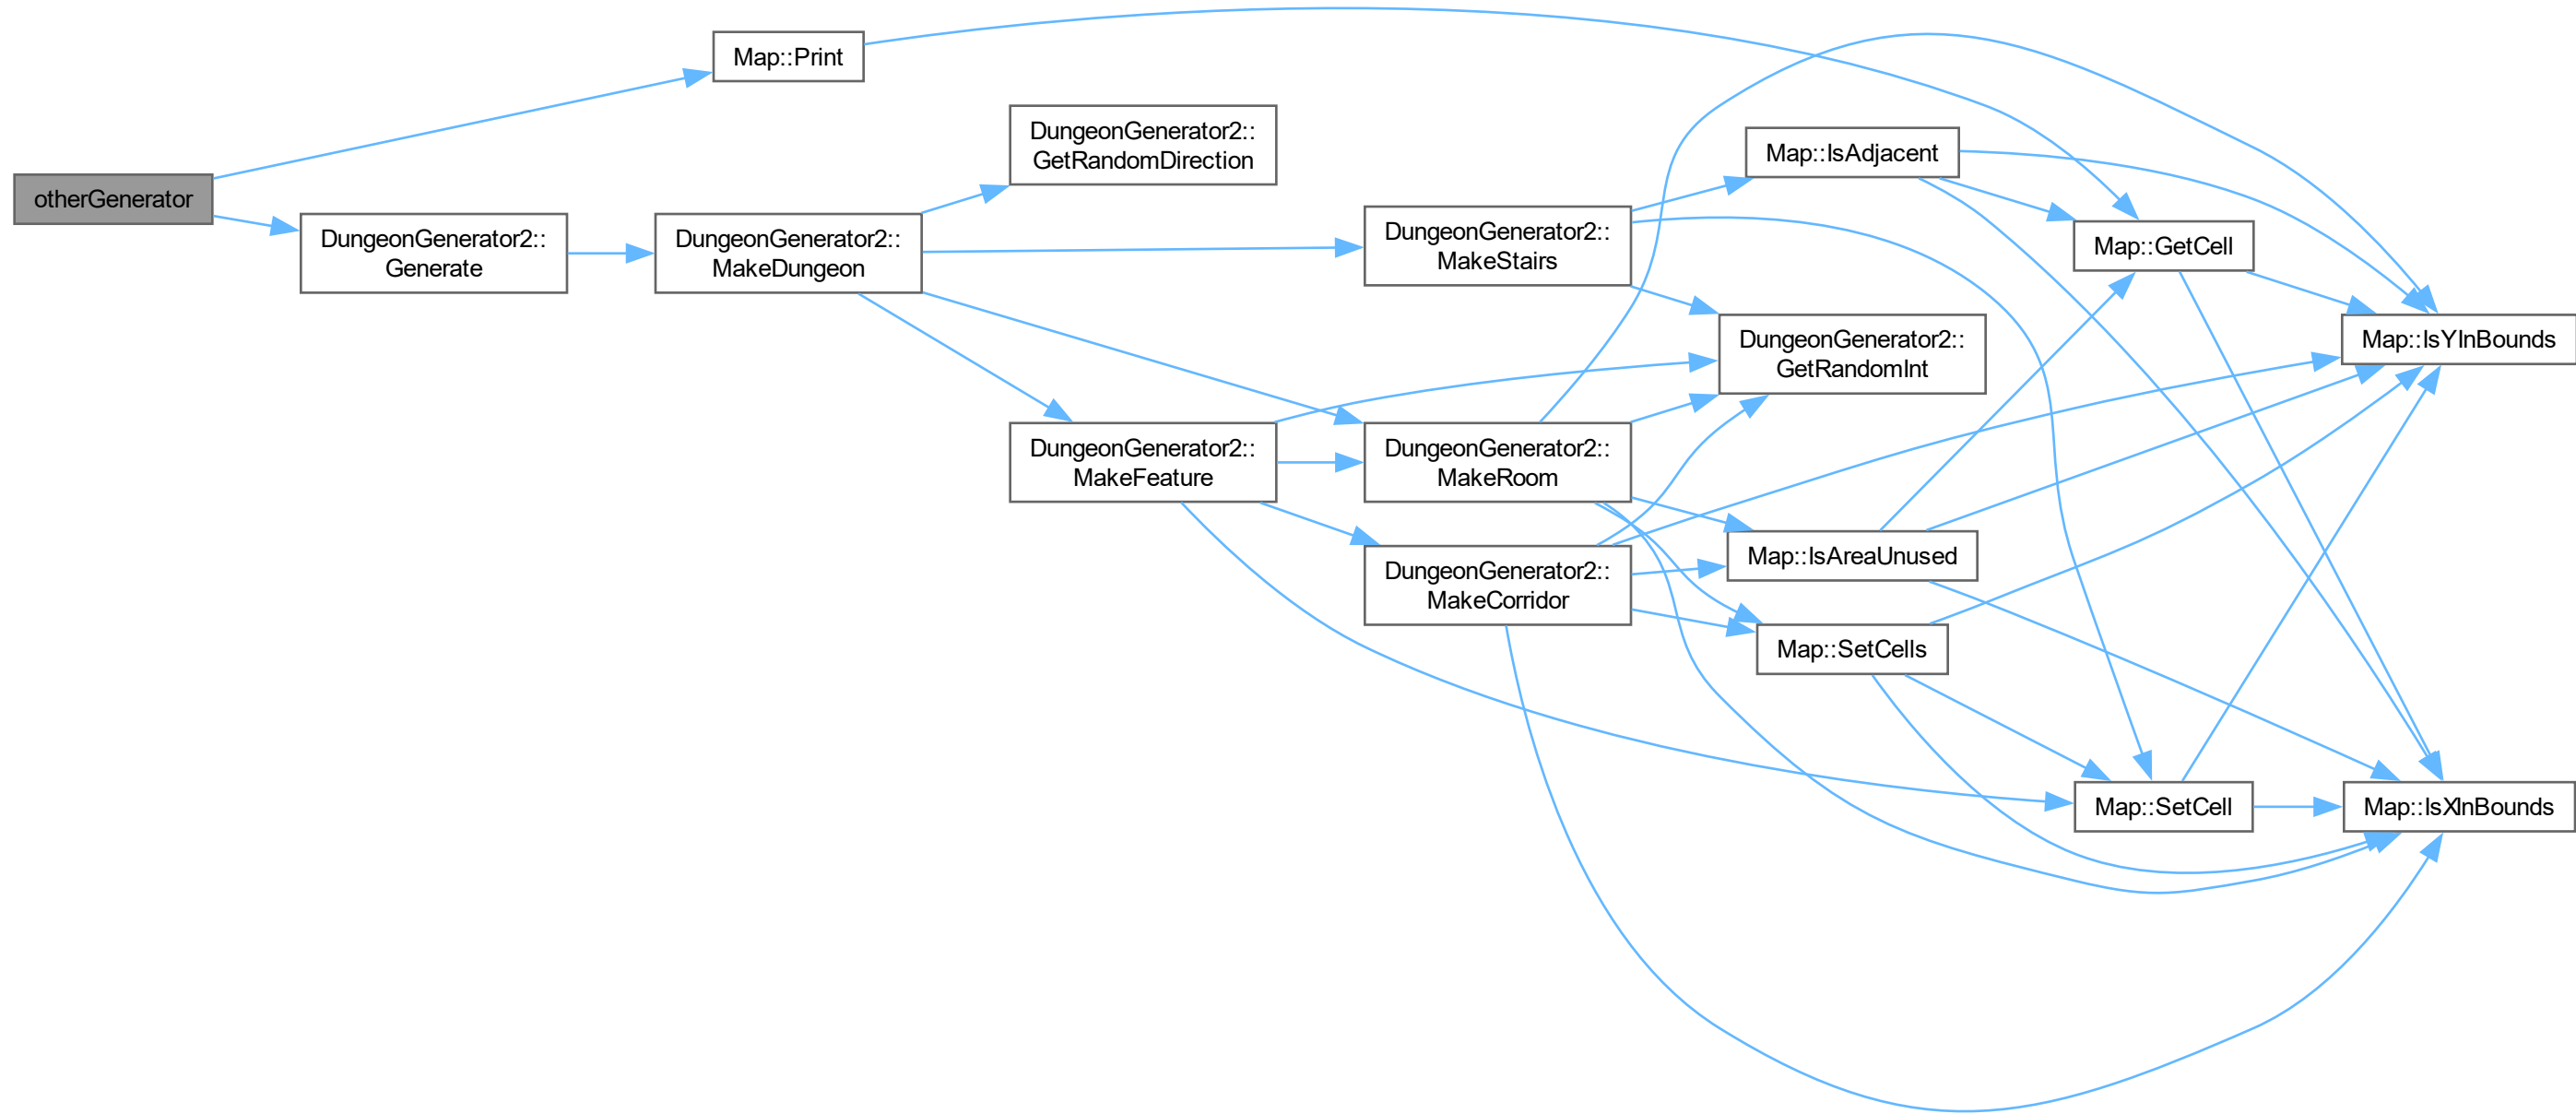 otherGenerator
Map::Print
DungeonGenerator2::
Generate
DungeonGenerator2::
MakeDungeon
DungeonGenerator2::
GetRandomDirection
DungeonGenerator2::
MakeFeature
DungeonGenerator2::
MakeStairs
DungeonGenerator2::
MakeRoom
DungeonGenerator2::
MakeCorridor
Map::IsAdjacent
DungeonGenerator2::
GetRandomInt
Map::IsAreaUnused
Map::SetCells
Map::GetCell
Map::SetCell
Map::IsYInBounds
Map::IsXInBounds